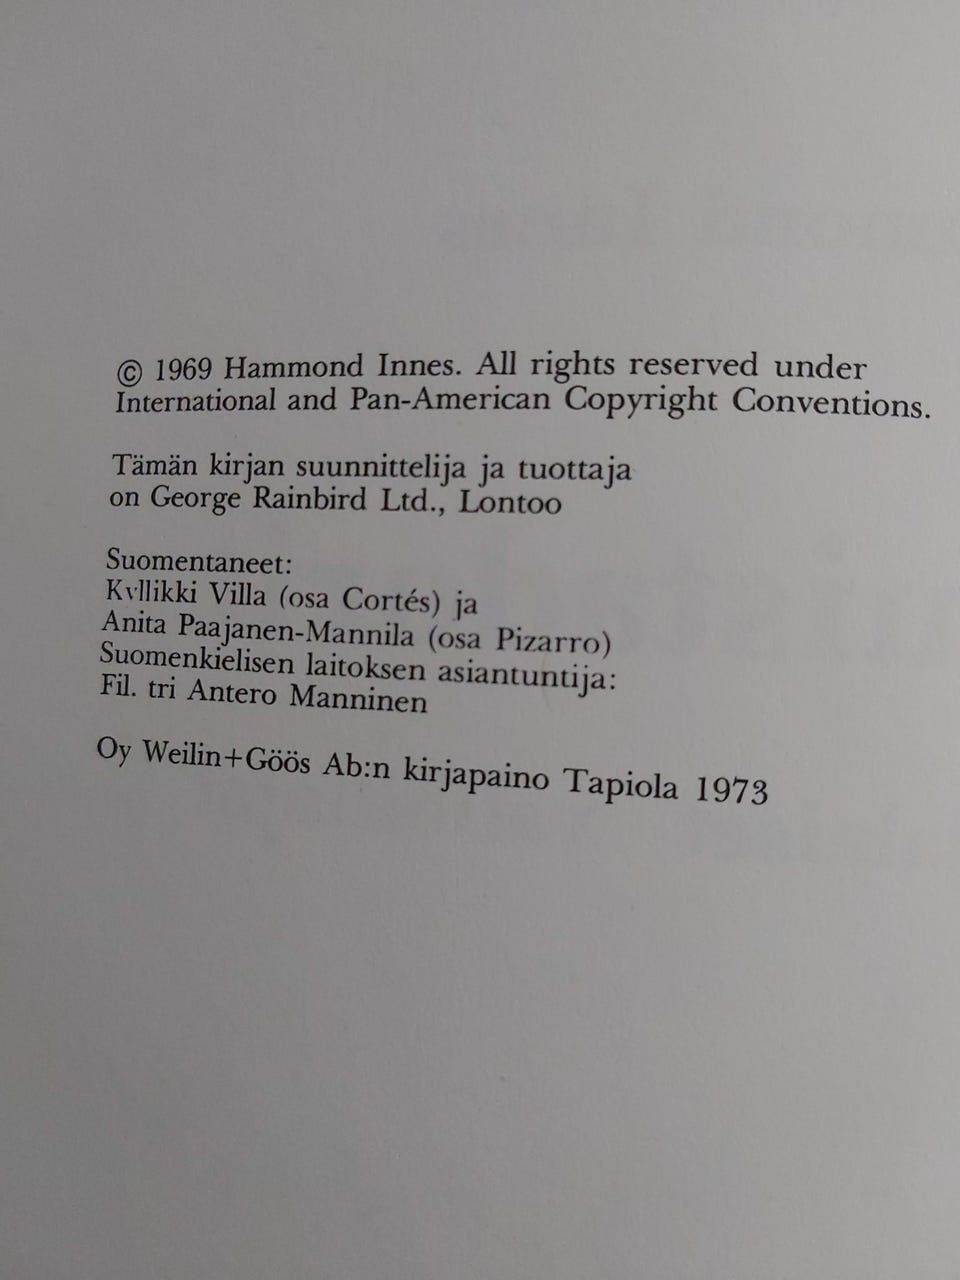 © 1969 Hammond Innes. All rights reserved under
International and Pan-American Copyright Conventions.
Tämän kirjan suunnittelija ja tuottaja
on George Rainbird Ltd., Lontoo
Suomentaneet:
Kyllikki Villa (osa Cortés) ja
Anita Paajanen-Mannila (osa Pizarro)
Suomenkielisen laitoksen asiantuntija:
Fil. tri Antero Manninen
Oy Weilin+Göös Ab:n kirjapaino Tapiola 1973